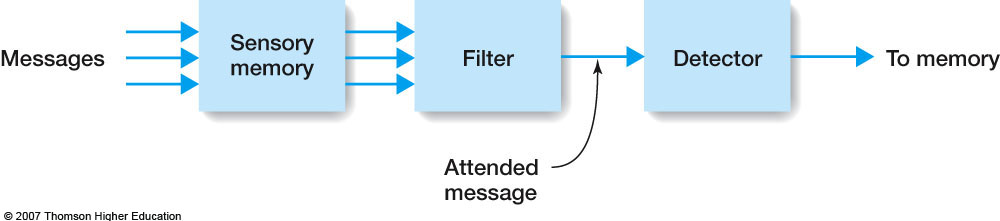 Messages
Sensory
memory
Filter
Detector
To memory
Attended
message
© 2007 Thomson Higher Education